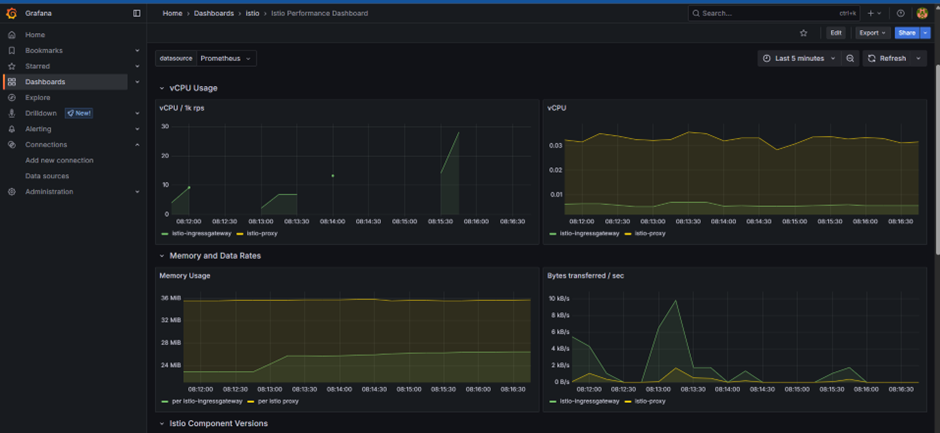 Grafana
Home › Dashboards › istio › Istio Performance Dashboard
Search... ctrl+k
Edit Export Share
Home
Bookmarks
Starred
Dashboards
Explore
Drilldown New!
Alerting
Connections
Add new connection
Data sources
Administration
datasource Prometheus
Last 5 minutes Refresh
vCPU Usage
vCPU / 1k rps
30
20
10
0
08:12:00 08:12:30 08:13:00 08:13:30 08:14:00 08:14:30 08:15:00 08:15:30 08:16:00 08:16:30
istio-ingressgateway istio-proxy
vCPU
0.03
0.02
0.01
08:12:00 08:12:30 08:13:00 08:13:30 08:14:00 08:14:30 08:15:00 08:15:30 08:16:00 08:16:30
istio-ingressgateway istio-proxy
Memory and Data Rates
Memory Usage
36 MiB
32 MiB
28 MiB
24 MiB
08:12:00 08:12:30 08:13:00 08:13:30 08:14:00 08:14:30 08:15:00 08:15:30 08:16:00 08:16:30
per istio-ingressgateway per istio proxy
Bytes transferred / sec
10 kB/s
8 kB/s
6 kB/s
4 kB/s
2 kB/s
0 B/s
08:12:00 08:12:30 08:13:00 08:13:30 08:14:00 08:14:30 08:15:00 08:15:30 08:16:00 08:16:30
istio-ingressgateway istio-proxy
Istio Component Versions